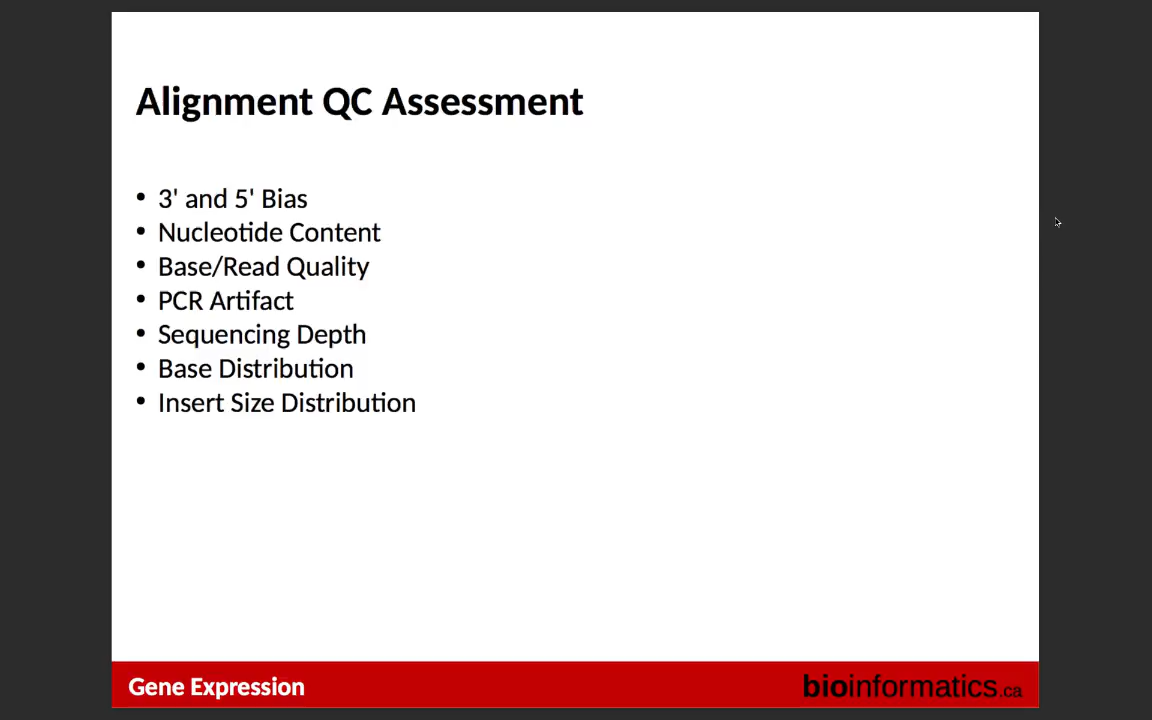 Alignment QC Assessment
• 3' and 5' Bias
• Nucleotide Content
• Base/Read Quality
• PCR Artifact
• Sequencing Depth
• Base Distribution
• Insert Size Distribution
Gene Expression
bioinformatics.ca